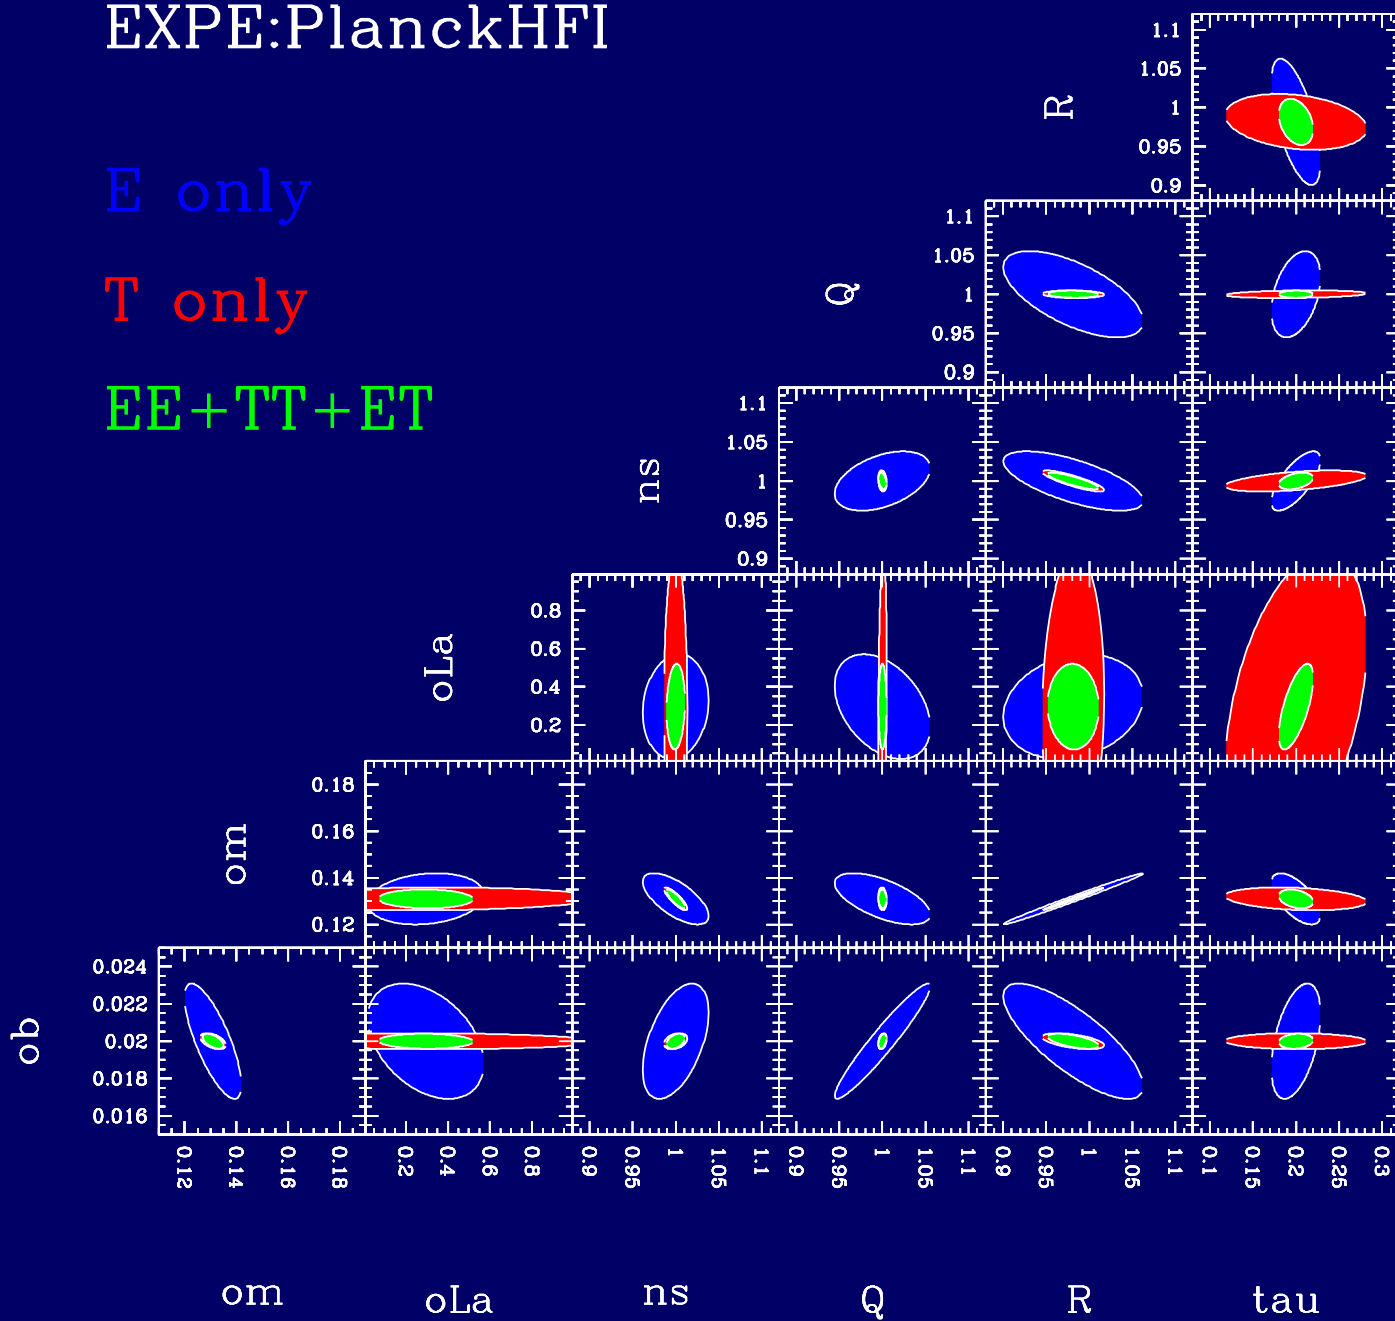 EXPE:PlanckHFI
E only
T only
EE+TT+ET
R
1.1
1.05
1
0.95
0.9
Q
1.1
1.05
1
0.95
0.9
ns
1.1
1.05
1
0.95
0.9
oLa
0.8
0.6
0.4
0.2
om
0.18
0.16
0.14
0.12
ob
0.024
0.022
0.02
0.018
0.016
0.12 0.14 0.16 0.18 0.2 0.4 0.6 0.8 0.9 0.95 1 1.05 1.1 0.9 0.95 1 1.05 1.1 0.9 0.95 1 1.05 1.1 0.1 0.15 0.2 0.25 0.3
om oLa ns Q R tau